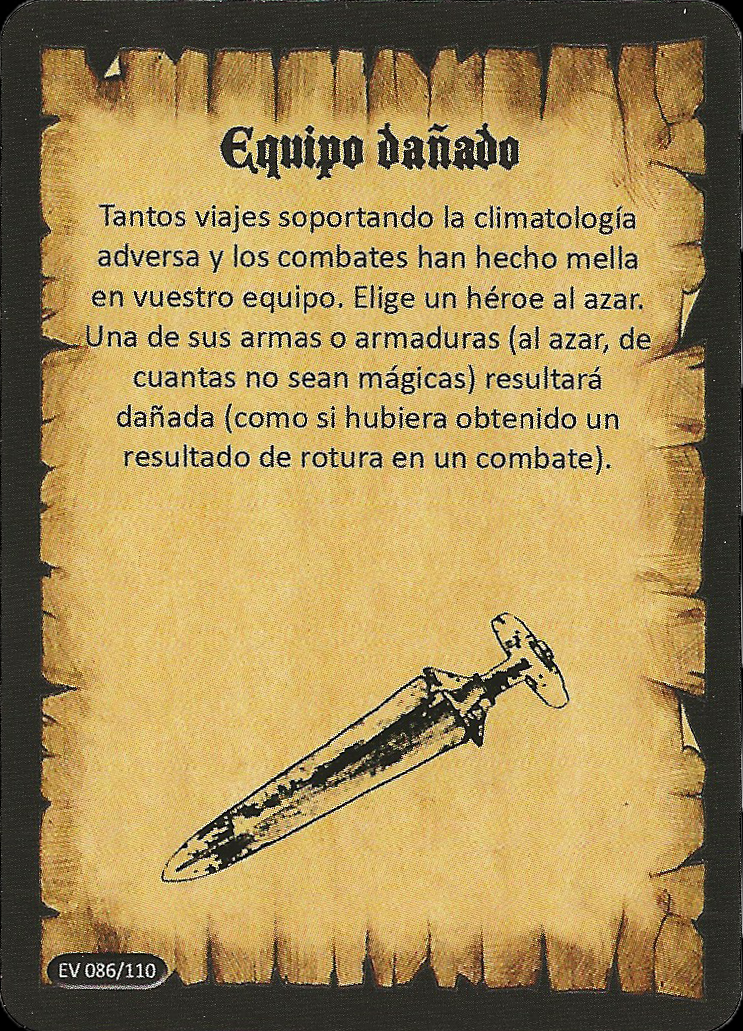 Equipo dañado
Tantos viajes soportando la climatología
adversa y los combates han hecho mella
en vuestro equipo. Elige un héroe al azar.
Una de sus armas o armaduras (al azar, de
cuantas no sean mágicas) resultará
dañada (como si hubiera obtenido un
resultado de rotura en un combate).
EV 086/110